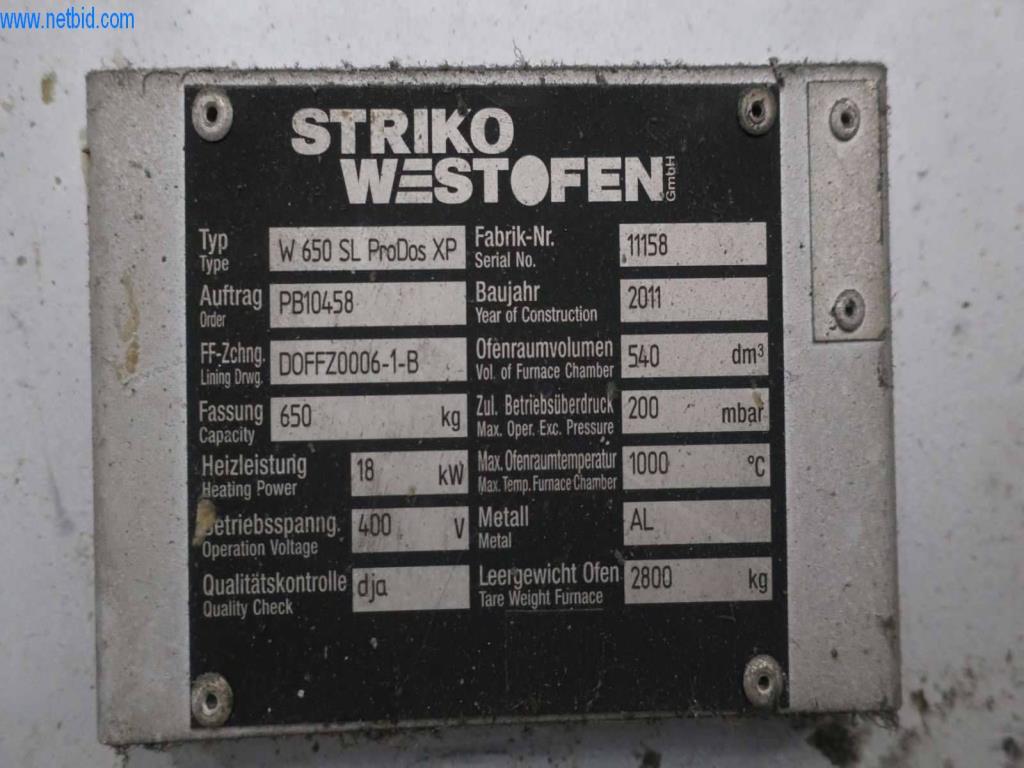 www.netbid.com
STRIKO
WESTOFEN GmbH
Typ
Type
W 650 SL ProDos XP
Fabrik-Nr.
Serial No.
11158
Auftrag
Order
PB10458
Baujahr
Year of Construction
2011
FF-Zchng.
Lining Drwg.
DOFFZ0006-1-B
Ofenraumvolumen
Vol. of Furnace Chamber
540 dm³
Fassung
Capacity
650 kg
Zul. Betriebsüberdruck
Max. Oper. Exc. Pressure
200 mbar
Heizleistung
Heating Power
18 kW
Max. Ofenraumtemperatur
Max. Temp. Furnace Chamber
1000 °C
Betriebsspanng.
Operation Voltage
400 V
Metall
Metal
AL
Qualitätskontrolle
Quality Check
dja
Leergewicht Ofen
Tare Weight Furnace
2800 kg